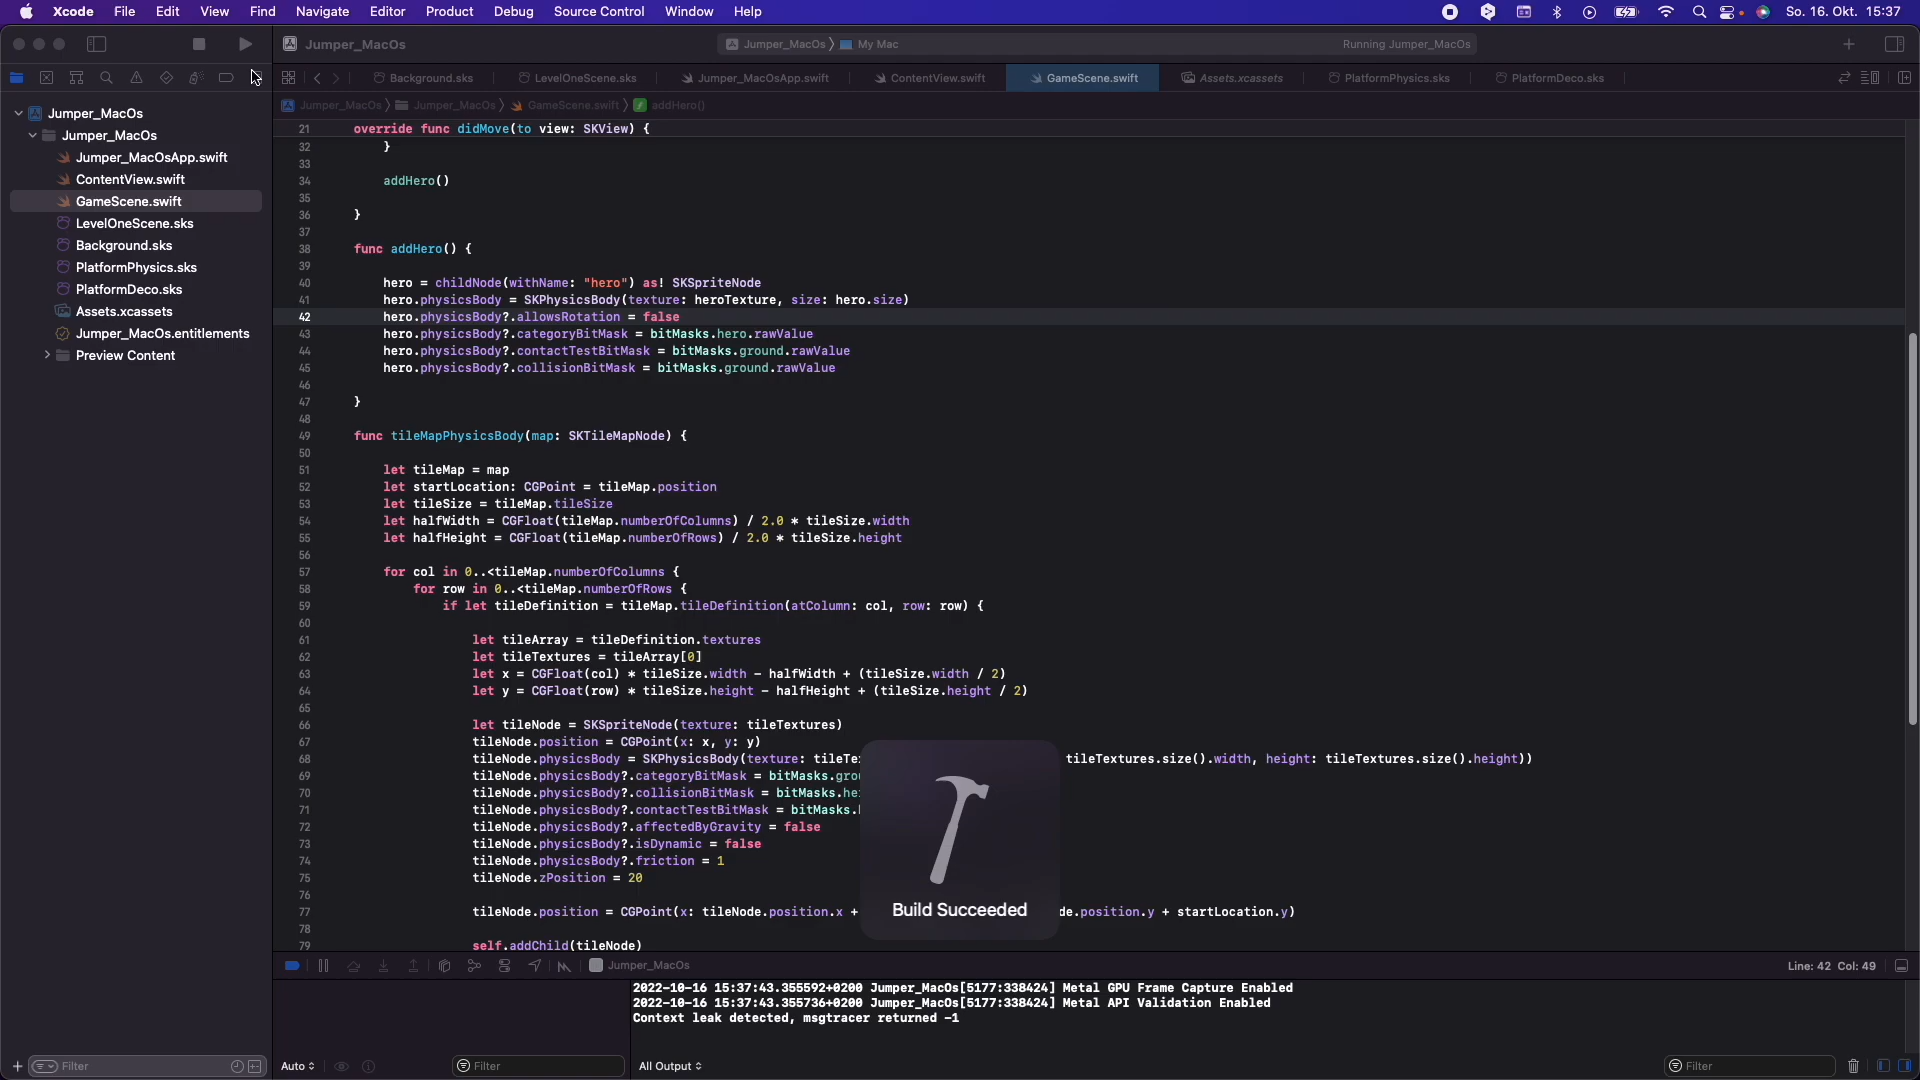 Xcode File Edit View Find Navigate Editor Product Debug Source Control Window Help So. 16. Okt. 15:37
Jumper_MacOs Jumper_MacOs My Mac Running Jumper_MacOs
Background.sks LevelOneScene.sks Jumper_MacOsApp.swift ContentView.swift GameScene.swift Assets.xcassets PlatformPhysics.sks PlatformDeco.sks
Jumper_MacOs Jumper_MacOs GameScene.swift addHero()
Jumper_MacOs
Jumper_MacOs
Jumper_MacOsApp.swift
ContentView.swift
GameScene.swift
LevelOneScene.sks
Background.sks
PlatformPhysics.sks
PlatformDeco.sks
Assets.xcassets
Jumper_MacOs.entitlements
Preview Content
Filter
21 override func didMove(to view: SKView) {
32 }
33
34 addHero()
35
36 }
37
38 func addHero() {
39
40 hero = childNode(withName: "hero") as! SKSpriteNode
41 hero.physicsBody = SKPhysicsBody(texture: heroTexture, size: hero.size)
42 hero.physicsBody?.allowsRotation = false
43 hero.physicsBody?.categoryBitMask = bitMasks.hero.rawValue
44 hero.physicsBody?.contactTestBitMask = bitMasks.ground.rawValue
45 hero.physicsBody?.collisionBitMask = bitMasks.ground.rawValue
46
47 }
48
49 func tileMapPhysicsBody(map: SKTileMapNode) {
50
51 let tileMap = map
52 let startLocation: CGPoint = tileMap.position
53 let tileSize = tileMap.tileSize
54 let halfWidth = CGFloat(tileMap.numberOfColumns) / 2.0 * tileSize.width
55 let halfHeight = CGFloat(tileMap.numberOfRows) / 2.0 * tileSize.height
56
57 for col in 0..<tileMap.numberOfColumns {
58 for row in 0..<tileMap.numberOfRows {
59 if let tileDefinition = tileMap.tileDefinition(atColumn: col, row: row) {
60
61 let tileArray = tileDefinition.textures
62 let tileTextures = tileArray[0]
63 let x = CGFloat(col) * tileSize.width - halfWidth + (tileSize.width / 2)
64 let y = CGFloat(row) * tileSize.height - halfHeight + (tileSize.height / 2)
65
66 let tileNode = SKSpriteNode(texture: tileTextures)
67 tileNode.position = CGPoint(x: x, y: y)
68 tileNode.physicsBody = SKPhysicsBody(texture: tileTe tileTextures.size().width, height: tileTextures.size().height))
69 tileNode.physicsBody?.categoryBitMask = bitMasks.gro
70 tileNode.physicsBody?.collisionBitMask = bitMasks.he
71 tileNode.physicsBody?.contactTestBitMask = bitMasks.
72 tileNode.physicsBody?.affectedByGravity = false
73 tileNode.physicsBody?.isDynamic = false
74 tileNode.physicsBody?.friction = 1
75 tileNode.zPosition = 20
76
77 tileNode.position = CGPoint(x: tileNode.position.x + de.position.y + startLocation.y)
78
79 self.addChild(tileNode)
Build Succeeded
Jumper_MacOs Line: 42 Col: 49
2022-10-16 15:37:43.355592+0200 Jumper_MacOs[5177:338424] Metal GPU Frame Capture Enabled
2022-10-16 15:37:43.355736+0200 Jumper_MacOs[5177:338424] Metal API Validation Enabled
Context leak detected, msgtracer returned -1
Auto Filter All Output Filter